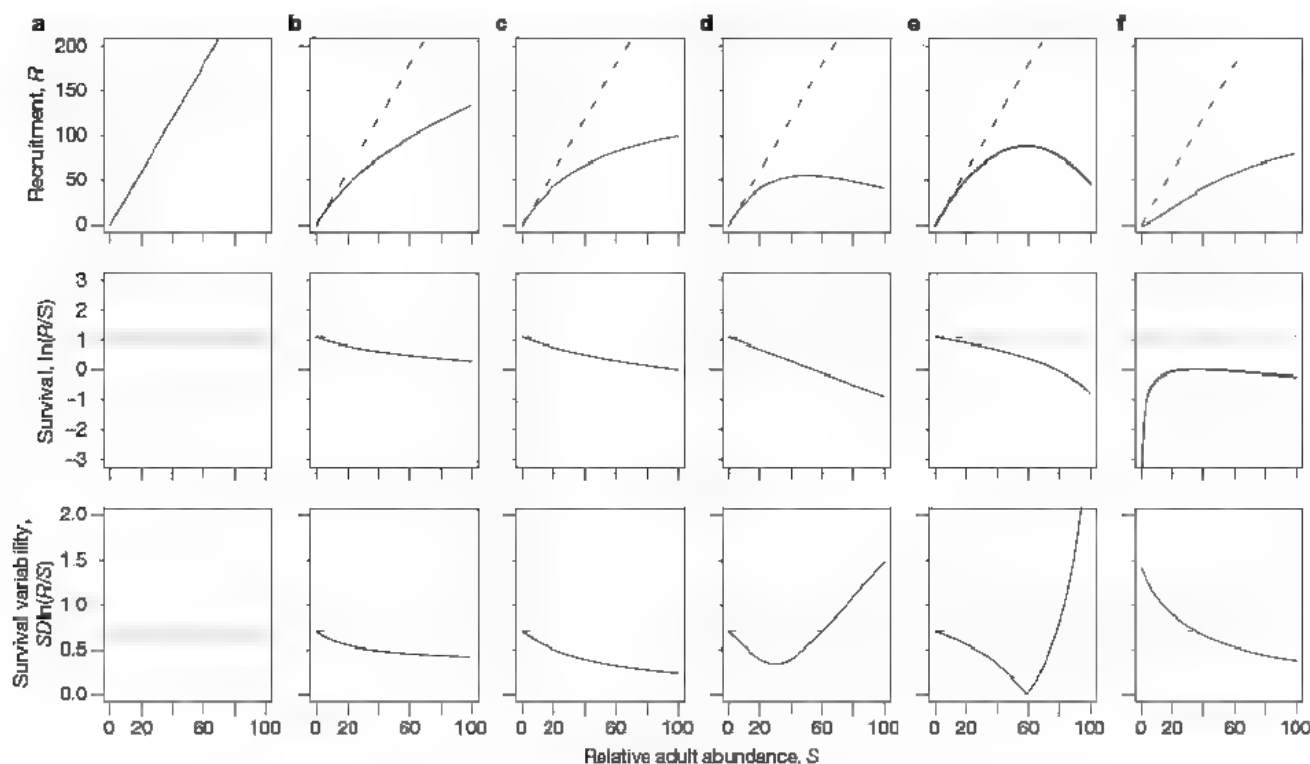 a b c d e f
Recruitment, R
200
150
100
50
0
Survival, ln(R/S)
3
2
1
0
−1
−2
−3
Survival variability,
SDln(R/S)
2.0
1.5
1.0
0.5
0.0
0 20 60 100 0 20 60 100 0 20 60 100 0 20 60 100 0 20 60 100 0 20 60 100
Relative adult abundance, S